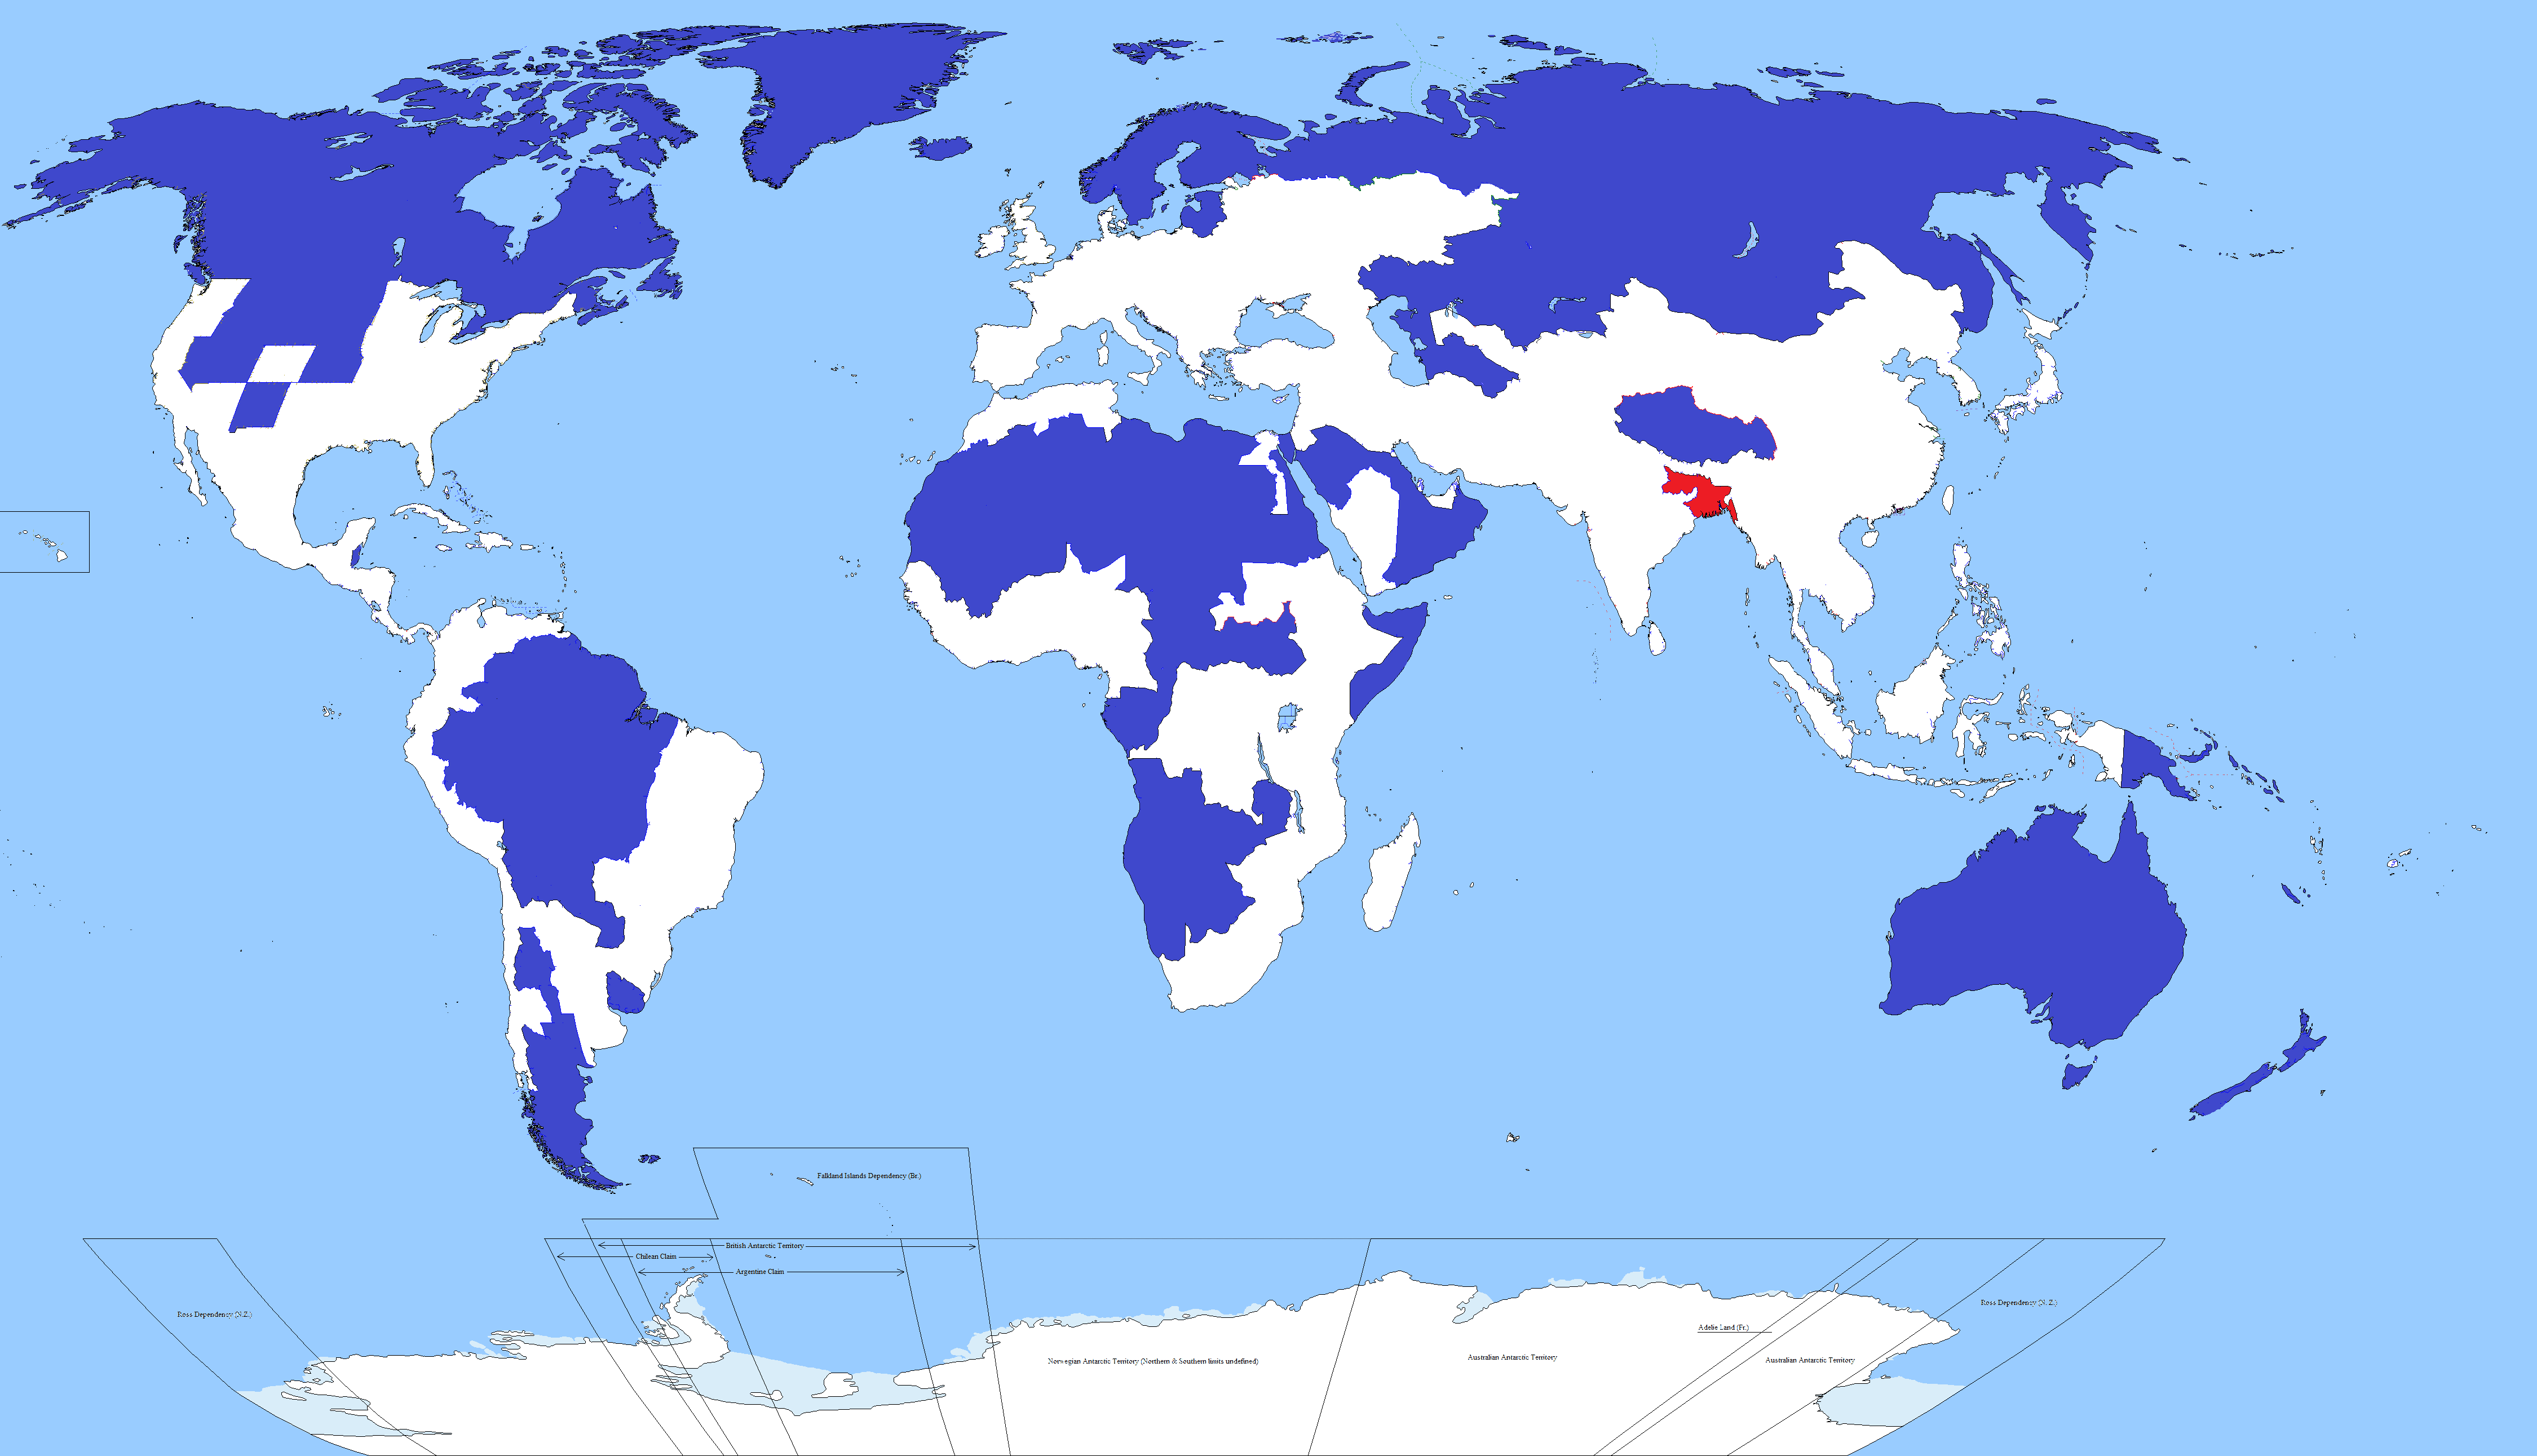 Falkland Islands Dependency (Br.)
British Antarctic Territory
Chilean Claim
Argentine Claim
Ross Dependency (N.Z.)
Ross Dependency (N. Z.)
Adelie Land (Fr.)
Norwegian Antarctic Territory (Northern & Southern limits undefined)
Australian Antarctic Territory
Australian Antarctic Territory